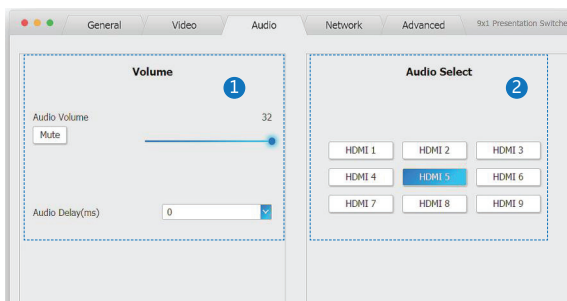 General Video Audio Network Advanced 9x1 Presentation Switche
Volume
1
Audio Volume 32
Mute
Audio Delay(ms) 0
Audio Select
2
HDMI 1 HDMI 2 HDMI 3
HDMI 4 HDMI 5 HDMI 6
HDMI 7 HDMI 8 HDMI 9